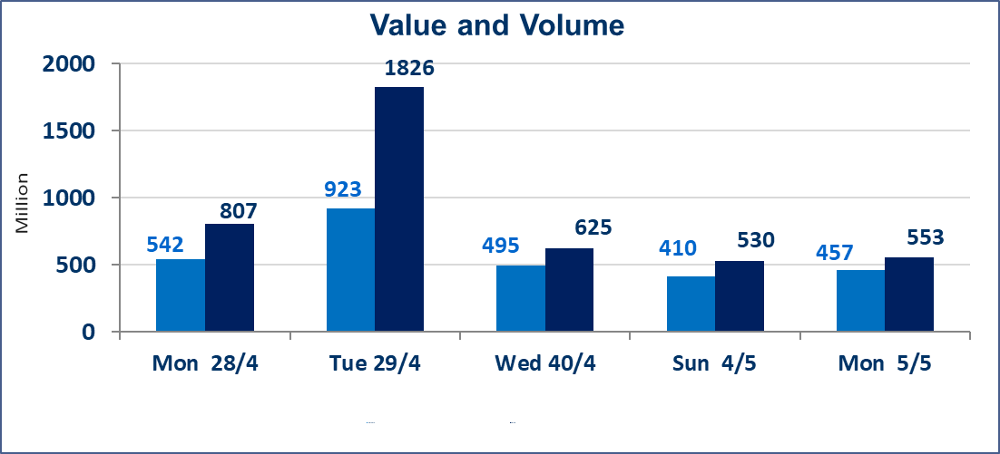 Value and Volume
Million
2000
1500
1000
500
0
542
807
923
1826
495
625
410
530
457
553
Mon 28/4
Tue 29/4
Wed 40/4
Sun 4/5
Mon 5/5